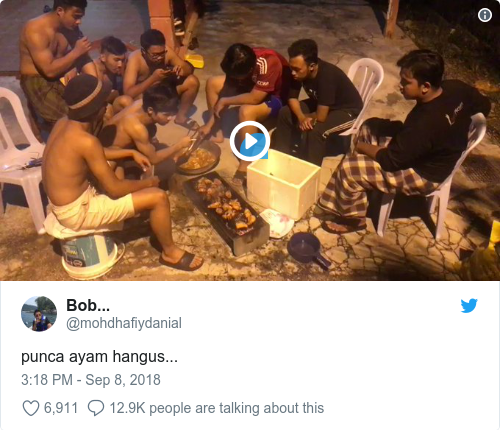 Bob...
@mohdhafiydanial
punca ayam hangus...
3:18 PM - Sep 8, 2018
6,911 12.9K people are talking about this